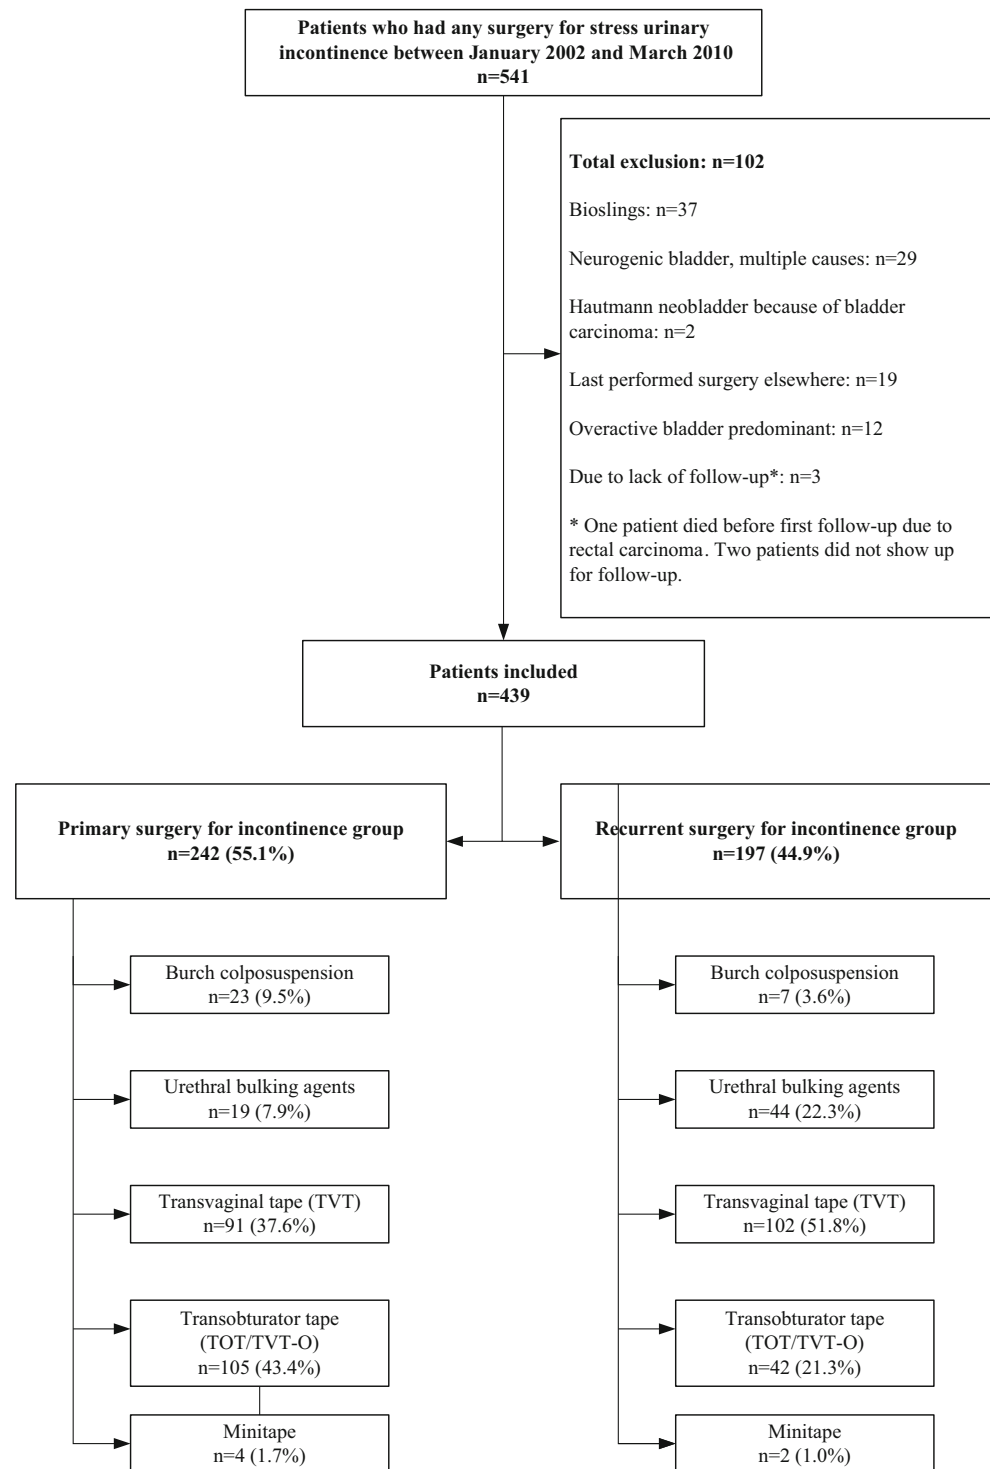 Patients who had any surgery for stress urinary
incontinence between January 2002 and March 2010
n=541
Total exclusion: n=102
Bioslings: n=37
Neurogenic bladder, multiple causes: n=29
Hautmann neobladder because of bladder
carcinoma: n=2
Last performed surgery elsewhere: n=19
Overactive bladder predominant: n=12
Due to lack of follow-up*: n=3
* One patient died before first follow-up due to
rectal carcinoma. Two patients did not show up
for follow-up.
Patients included
n=439
Primary surgery for incontinence group
n=242 (55.1%)
Recurrent surgery for incontinence group
n=197 (44.9%)
Burch colposuspension
n=23 (9.5%)
Urethral bulking agents
n=19 (7.9%)
Transvaginal tape (TVT)
n=91 (37.6%)
Transobturator tape
(TOT/TVT-O)
n=105 (43.4%)
Minitape
n=4 (1.7%)
Burch colposuspension
n=7 (3.6%)
Urethral bulking agents
n=44 (22.3%)
Transvaginal tape (TVT)
n=102 (51.8%)
Transobturator tape
(TOT/TVT-O)
n=42 (21.3%)
Minitape
n=2 (1.0%)